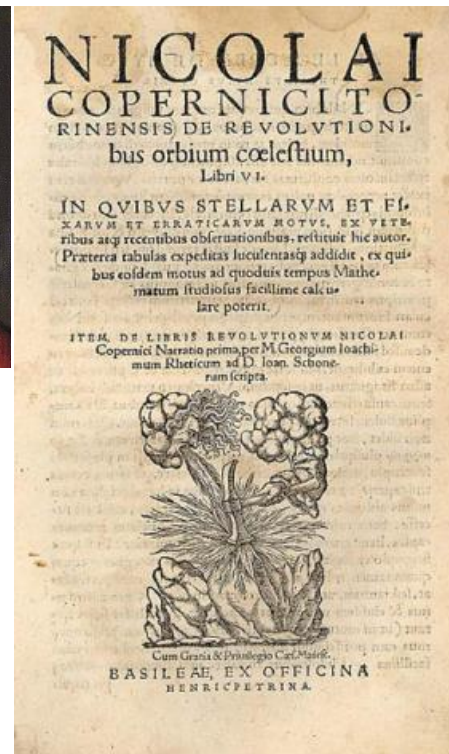 NICOLAI
COPERNICI TO-
RINENSIS DE REVOLVTIONI-
bus orbium cœlestium,
Libri VI.
IN QVIBVS STELLARVM ET FI-
XARVM ET ERRATICARVM MOTVS, EX VETE-
ribus atq; recentibus obseruationibus, restituit hic autor.
Præterea tabulas expeditas luculentasq; addidit, ex qui-
bus eosdem motus ad quoduis tempus Mathe-
matum studiosus facillime calcu-
lare poterit.
ITEM, DE LIBRIS REVOLVTIONVM NICOLAI
Copernici Narratio prima, per M. Georgium Ioachi-
mum Rheticum ad D. Ioan. Schone-
rum scripta.
Cum Gratia & Priuilegio Cæs. Maiest.
BASILEAE, EX OFFICINA
HENRICPETRINA.